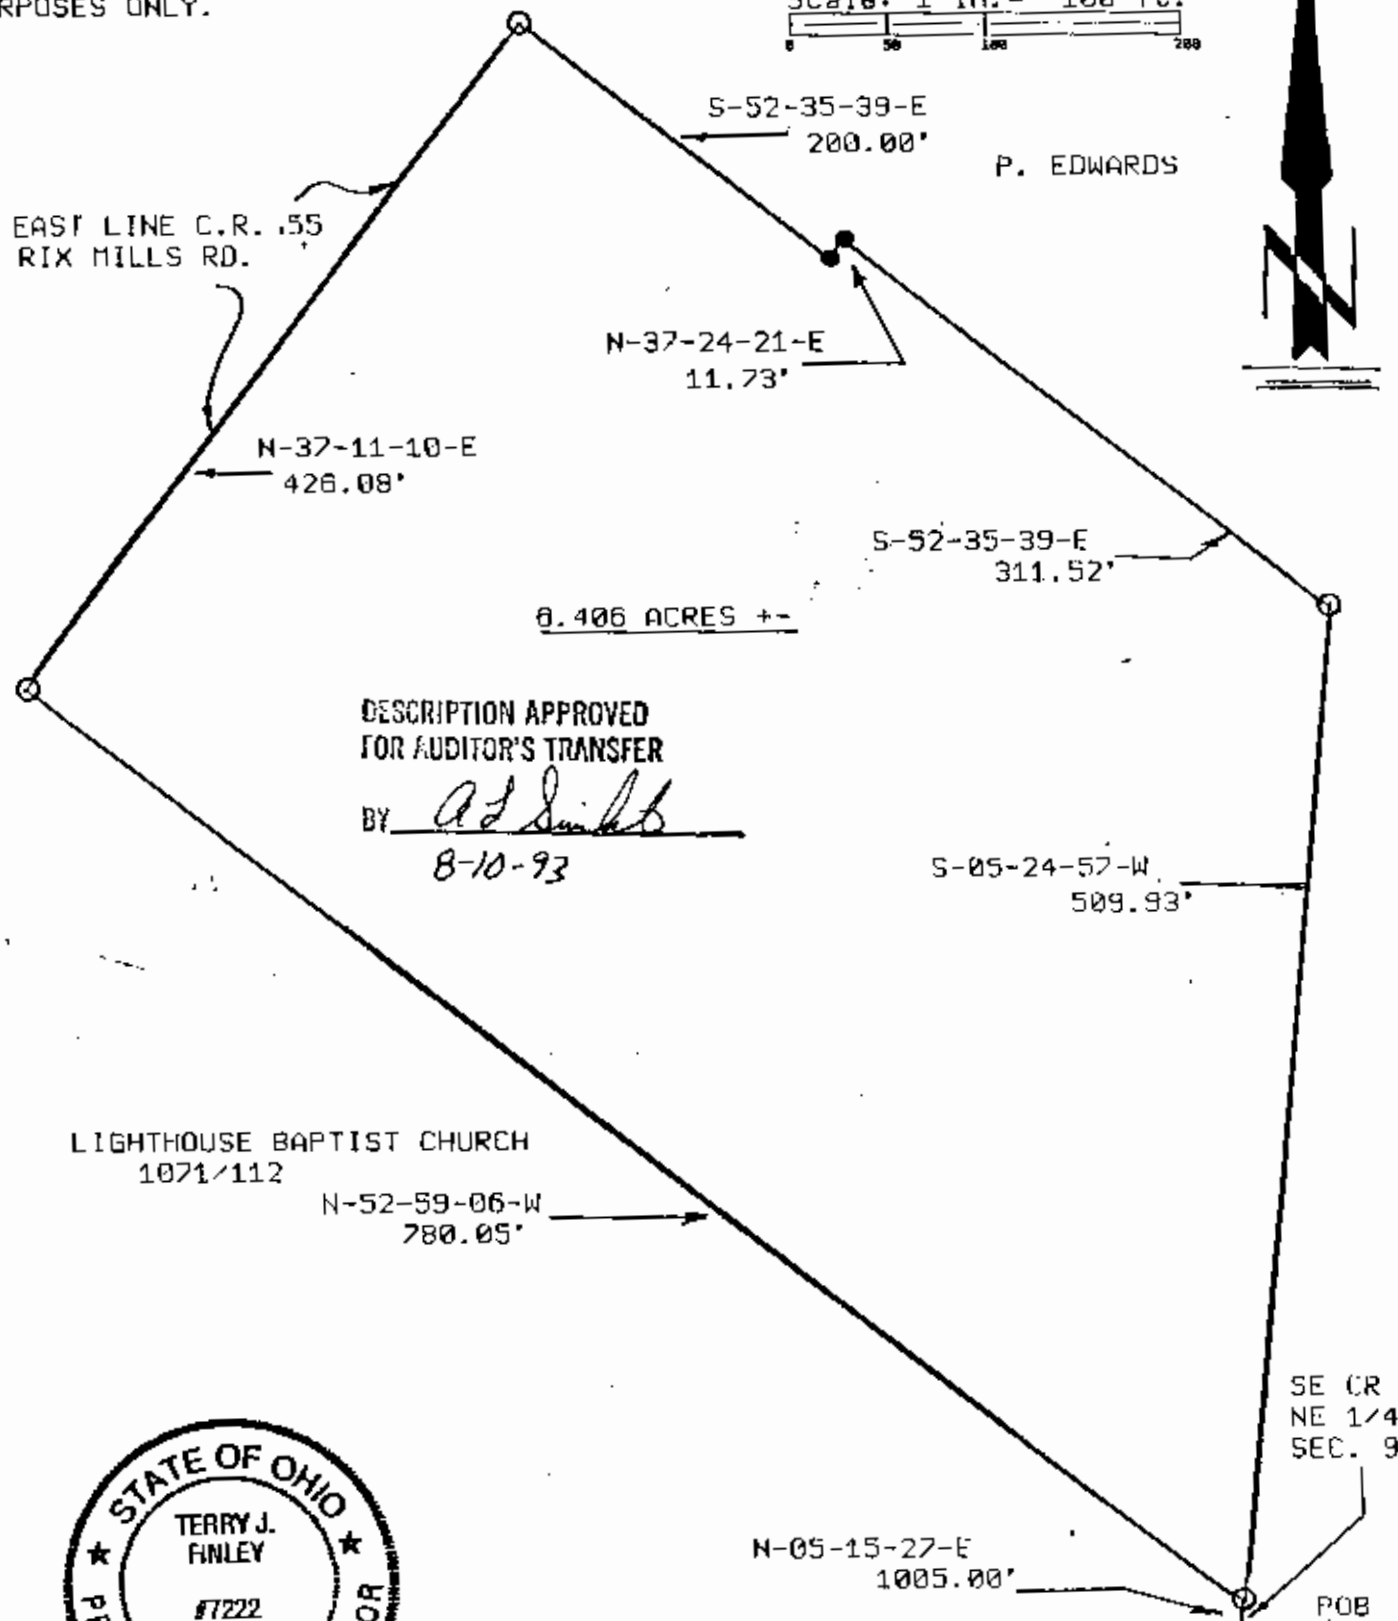 RPOSES ONLY.
Scale: 1 in.= 100 ft.
0 50 100 200
S-52-35-39-E
200.00'
P. EDWARDS
EAST LINE C.R. 55
RIX MILLS RD.
N
N-37-24-21-E
11.73'
N-37-11-10-E
426.08'
S-52-35-39-E
311.52'
ACRES +-
DESCRIPTION APPROVED
FOR AUDITOR'S TRANSFER
BY
8-10-93
S-05-24-57-W
509.93'
LIGHTHOUSE BAPTIST CHURCH
1071/112
N-52-59-06-W
780.05'
SE CR
NE 1/4
SEC. 9
STATE OF OHIO
TERRY J.
FINLEY
#7222
N-05-15-27-E
1005.00'
POB